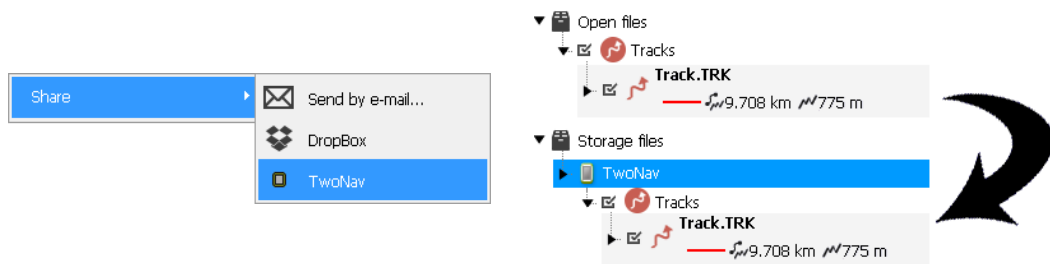 Share
Send by e-mail...
DropBox
TwoNav
Open files
Tracks
Track.TRK
9.708 km 775 m
Storage files
TwoNav
Tracks
Track.TRK
9.708 km 775 m